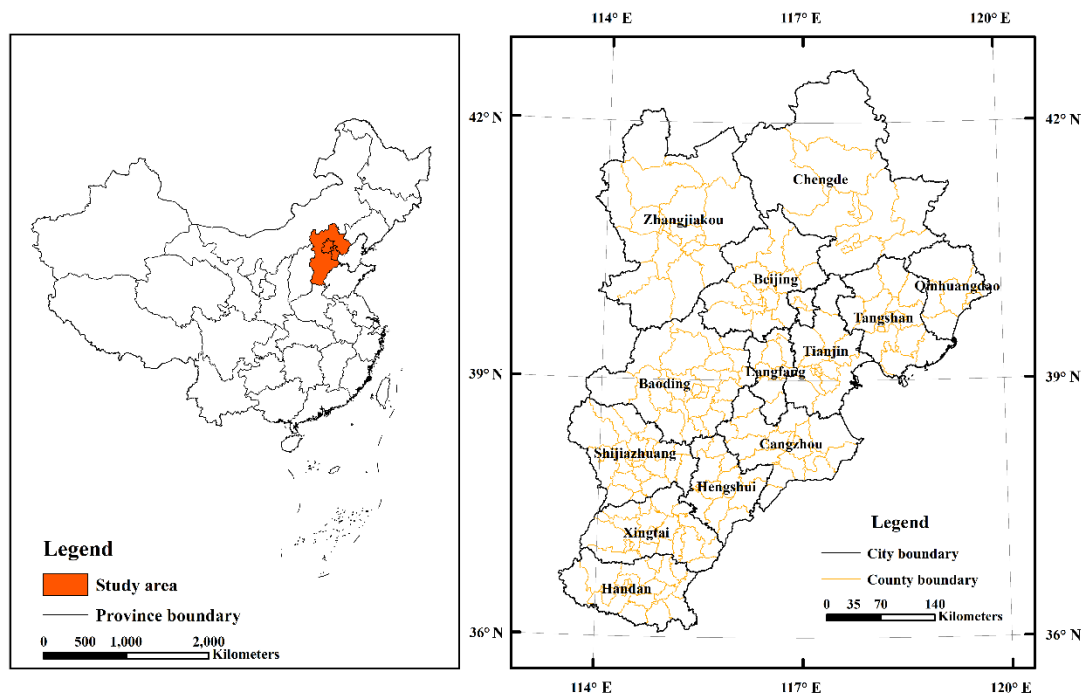 Legend
Study area
Province boundary
0 500 1,000 2,000
Kilometers
114° E 117° E 120° E
42° N 42° N
Chengde
Zhangjiakou
Beijing
Qinhuangdao
Tangshan
Tianjin
Langfang
39° N 39° N
Baoding
Cangzhou
Shijiazhuang
Hengshui
Xingtai
Handan
Legend
City boundary
County boundary
0 35 70 140
Kilometers
36° N 36° N
114° E 117° E 120° E